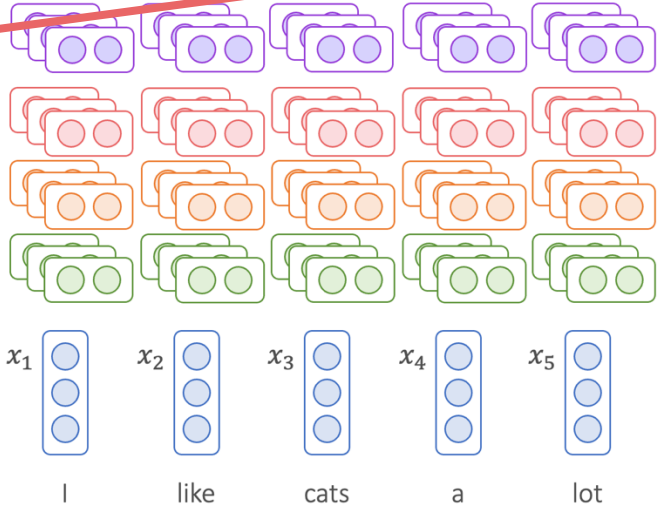 x₁ x₂ x₃ x₄ x₅
I like cats a lot